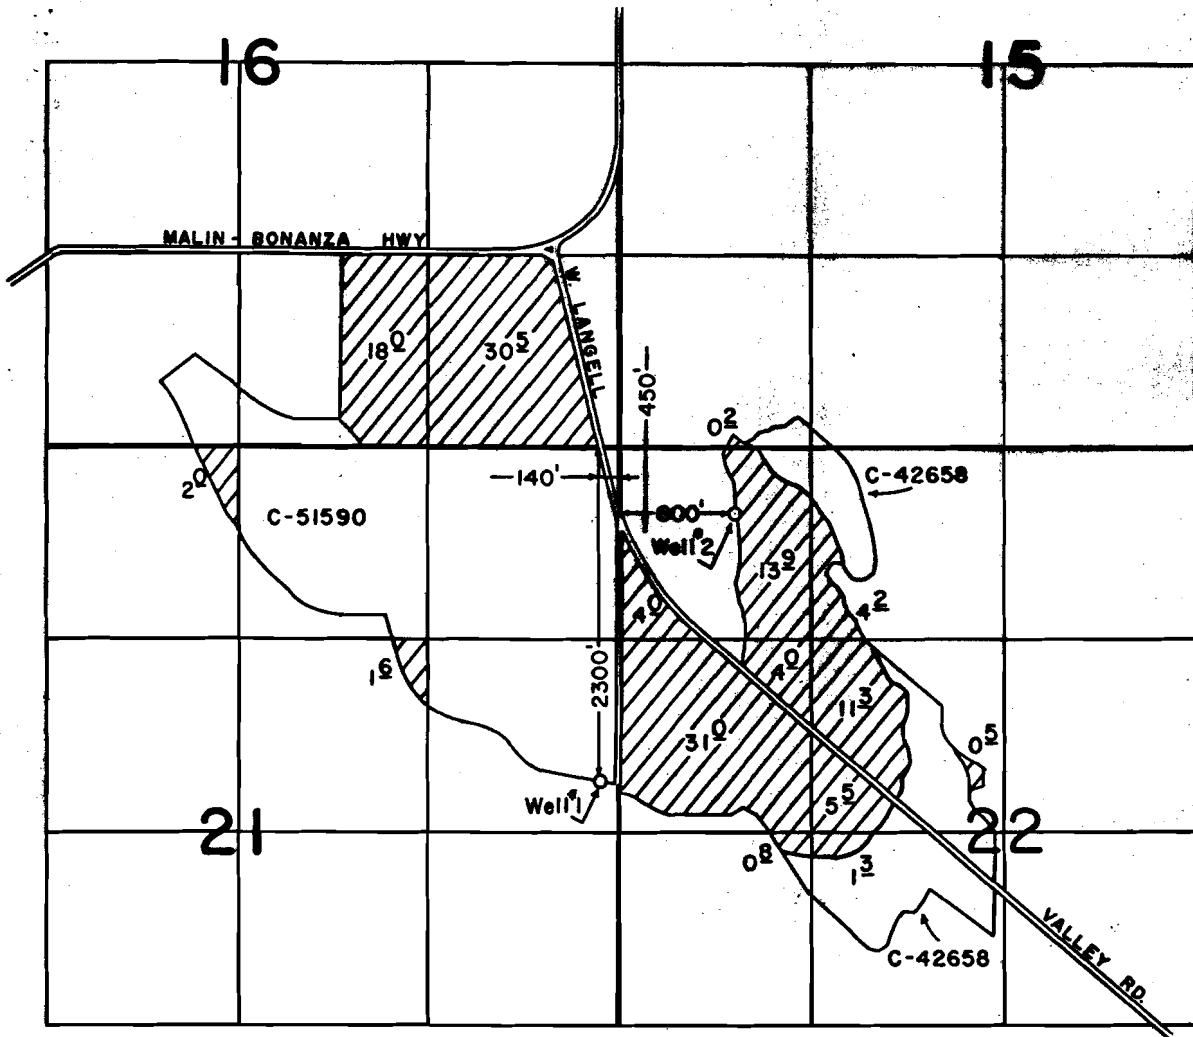 16
15
MALIN - BONANZA HWY
W. LANGELL
18 0
30 5
450'
0 2
C-42658
140'
2 0
C-51590
800'
Well #2
13 9
4 0
4 2
1 6
2300'
4 0
11 3
31 0
0 5
Well #1
5 5
21
22
0 8
1 3
VALLEY RD.
C-42658